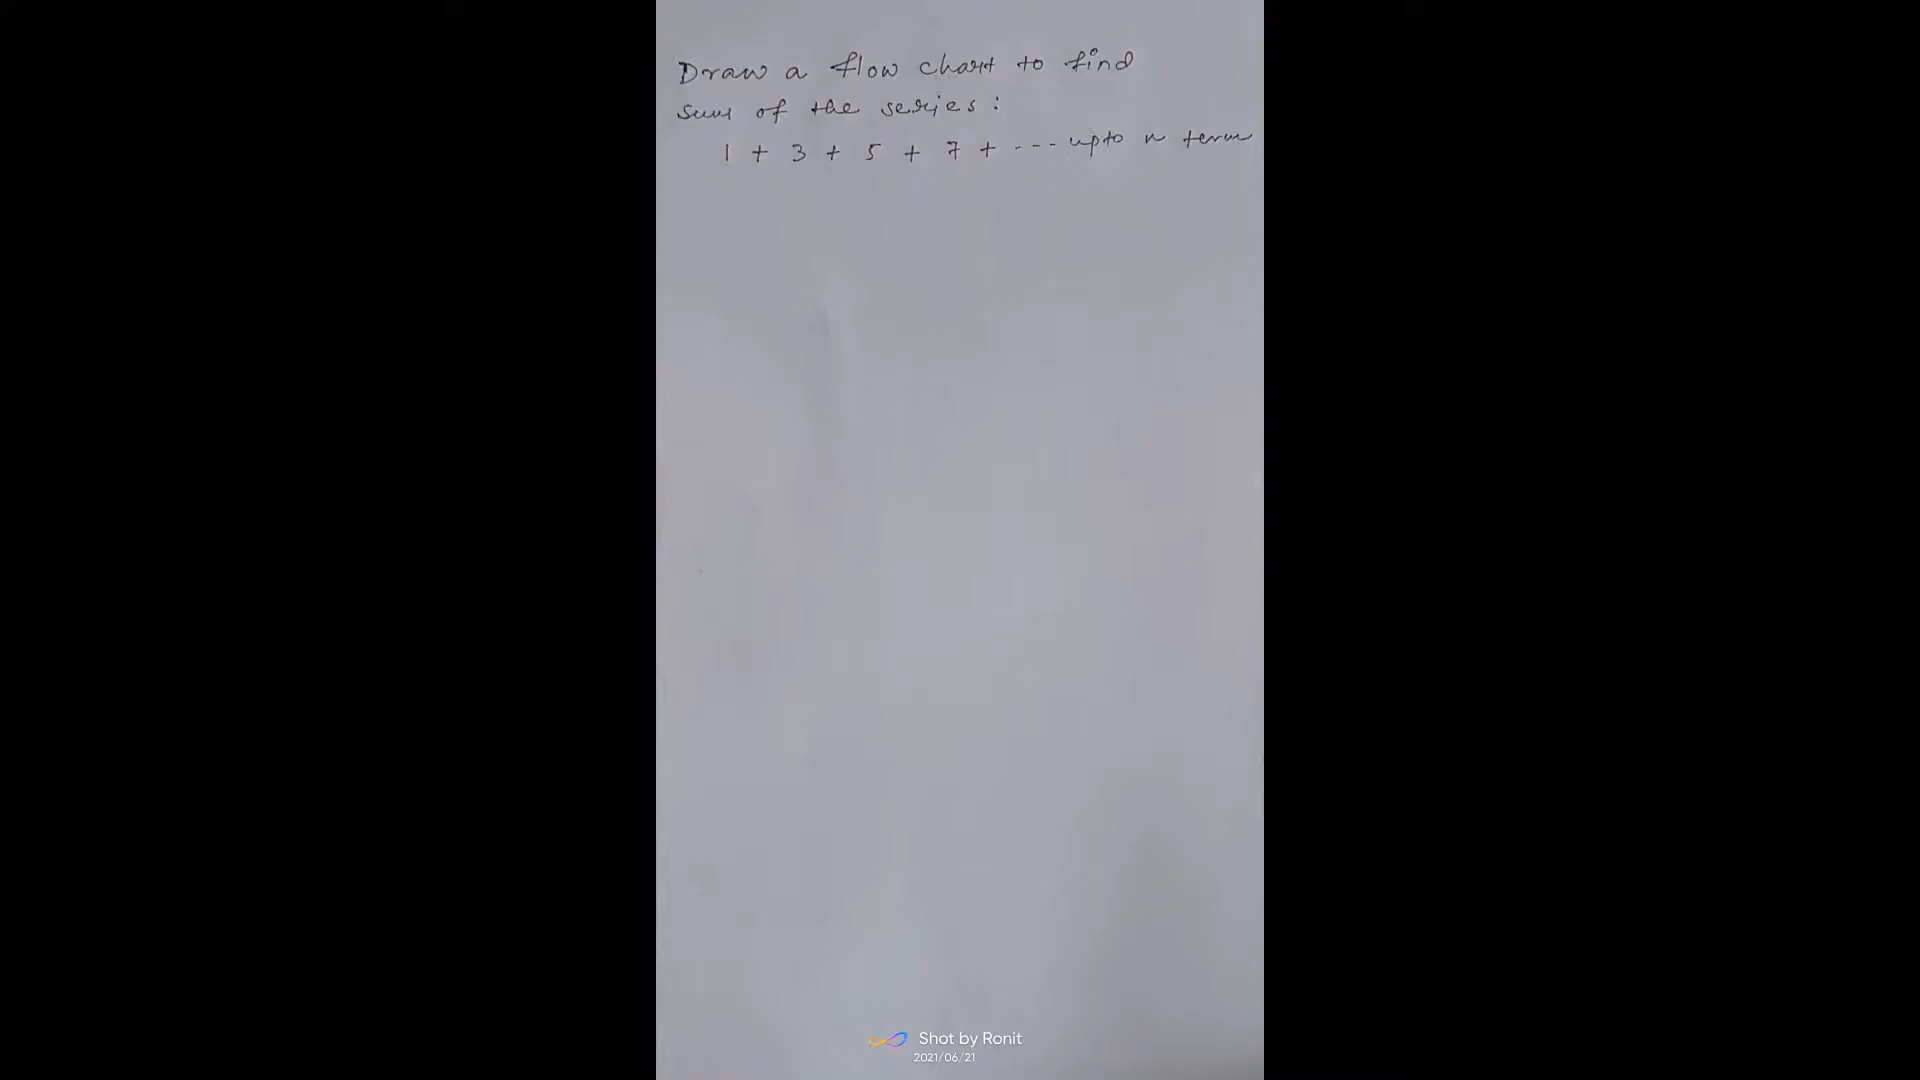 Draw a flow chart to find
sum of the series:
1 + 3 + 5 + 7 + --- upto n term
Shot by Ronit
2021/06/21